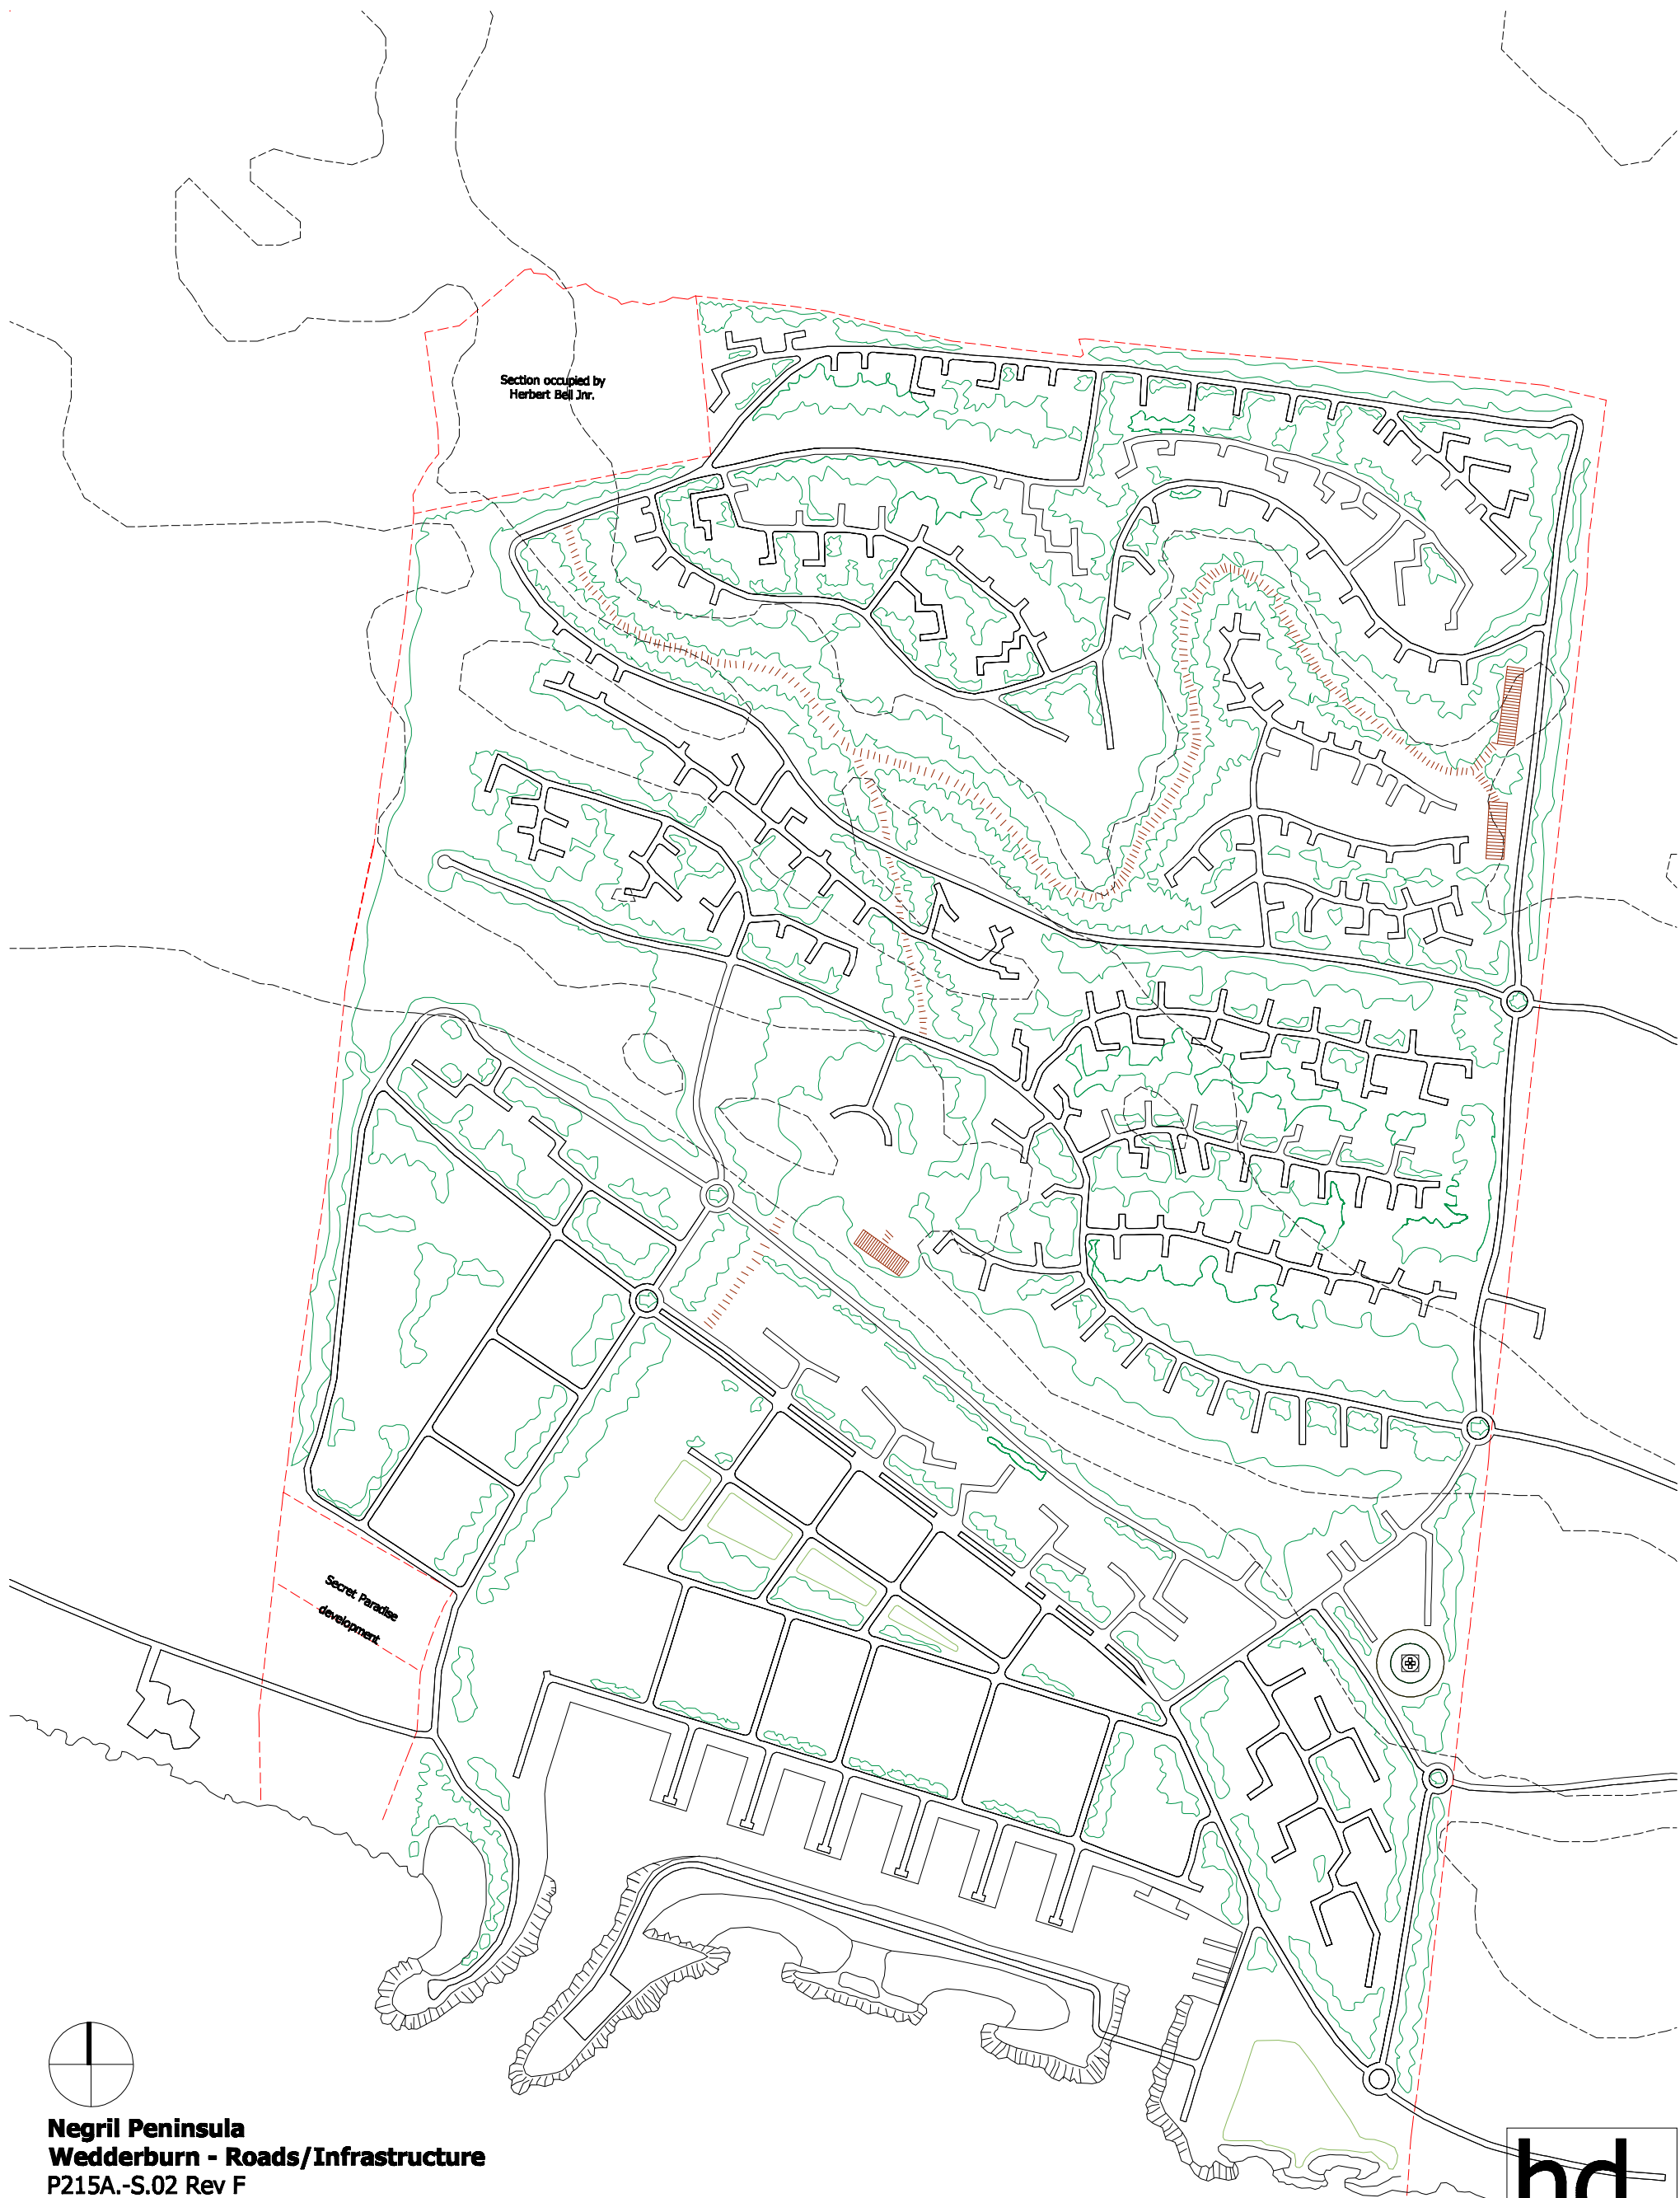 Section occupied by
Herbert Bell Jnr.
Secret Paradise
development
Negril Peninsula
Wedderburn - Roads/Infrastructure
P215A.-S.02 Rev F
hd